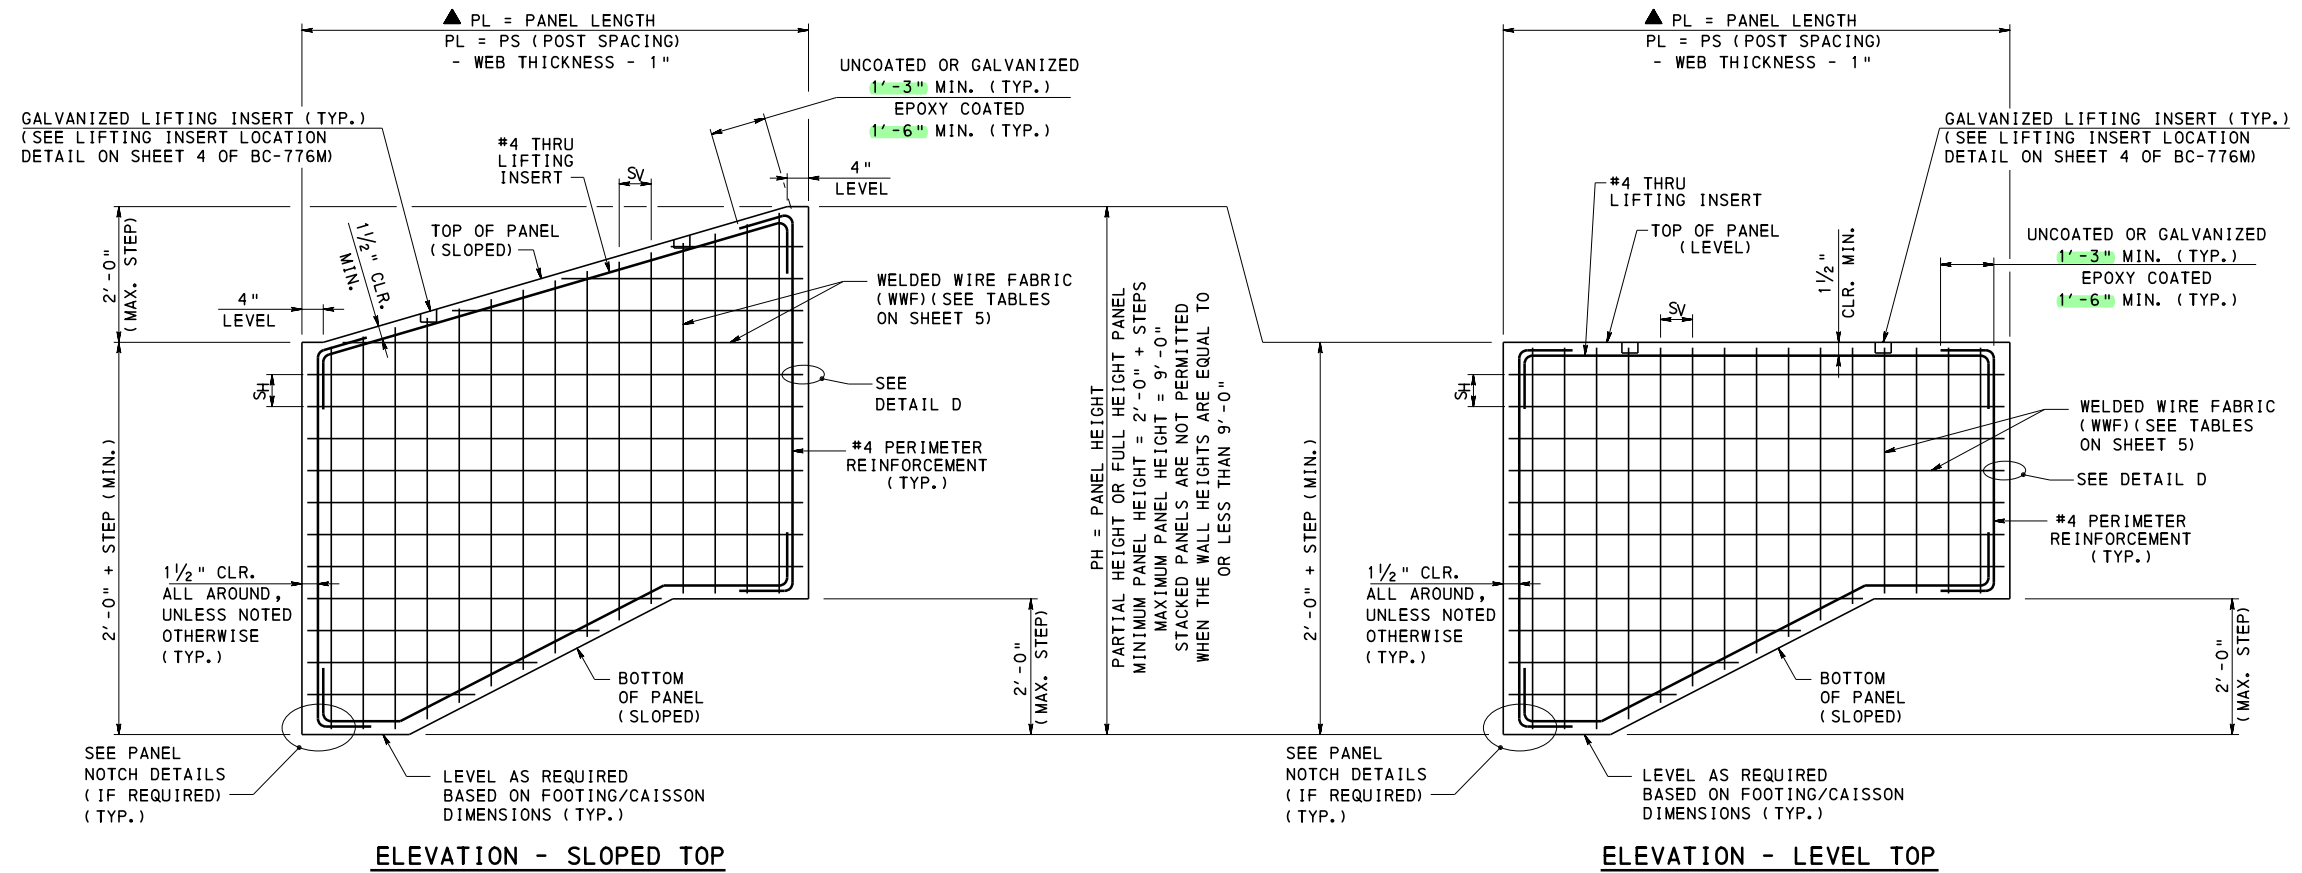 ▲ PL = PANEL LENGTH
PL = PS (POST SPACING)
- WEB THICKNESS - 1"
UNCOATED OR GALVANIZED
1'-3" MIN. (TYP.)
EPOXY COATED
1'-6" MIN. (TYP.)
GALVANIZED LIFTING INSERT (TYP.)
(SEE LIFTING INSERT LOCATION
DETAIL ON SHEET 4 OF BC-776M)
#4 THRU
LIFTING
INSERT
SV
4"
LEVEL
2'-0"
(MAX. STEP)
1½" CLR.
MIN.
TOP OF PANEL
(SLOPED)
4"
LEVEL
WELDED WIRE FABRIC
(WWF)(SEE TABLES
ON SHEET 5)
SH
SEE
DETAIL D
#4 PERIMETER
REINFORCEMENT
(TYP.)
2'-0" + STEP (MIN.)
1½" CLR.
ALL AROUND,
UNLESS NOTED
OTHERWISE
(TYP.)
BOTTOM
OF PANEL
(SLOPED)
2'-0"
(MAX. STEP)
SEE PANEL
NOTCH DETAILS
(IF REQUIRED)
(TYP.)
LEVEL AS REQUIRED
BASED ON FOOTING/CAISSON
DIMENSIONS (TYP.)
ELEVATION - SLOPED TOP
PH = PANEL HEIGHT
PARTIAL HEIGHT OR FULL HEIGHT PANEL
MINIMUM PANEL HEIGHT = 2'-0" + STEPS
MAXIMUM PANEL HEIGHT = 9'-0"
STACKED PANELS ARE NOT PERMITTED
WHEN THE WALL HEIGHTS ARE EQUAL TO
OR LESS THAN 9'-0"
▲ PL = PANEL LENGTH
PL = PS (POST SPACING)
- WEB THICKNESS - 1"
GALVANIZED LIFTING INSERT (TYP.)
(SEE LIFTING INSERT LOCATION
DETAIL ON SHEET 4 OF BC-776M)
#4 THRU
LIFTING INSERT
TOP OF PANEL
(LEVEL)
1½"
CLR. MIN.
UNCOATED OR GALVANIZED
1'-3" MIN. (TYP.)
EPOXY COATED
1'-6" MIN. (TYP.)
SV
SH
WELDED WIRE FABRIC
(WWF)(SEE TABLES
ON SHEET 5)
SEE DETAIL D
#4 PERIMETER
REINFORCEMENT
(TYP.)
2'-0" + STEP (MIN.)
1½" CLR.
ALL AROUND,
UNLESS NOTED
OTHERWISE
(TYP.)
BOTTOM
OF PANEL
(SLOPED)
2'-0"
(MAX. STEP)
SEE PANEL
NOTCH DETAILS
(IF REQUIRED)
(TYP.)
LEVEL AS REQUIRED
BASED ON FOOTING/CAISSON
DIMENSIONS (TYP.)
ELEVATION - LEVEL TOP